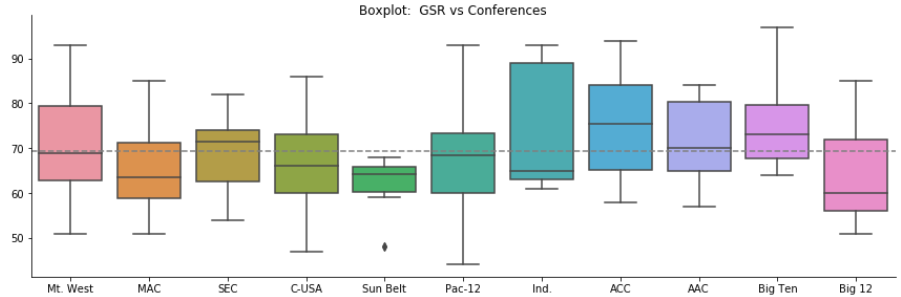 Boxplot: GSR vs Conferences
90
80
70
60
50
Mt. West MAC SEC C-USA Sun Belt Pac-12 Ind. ACC AAC Big Ten Big 12